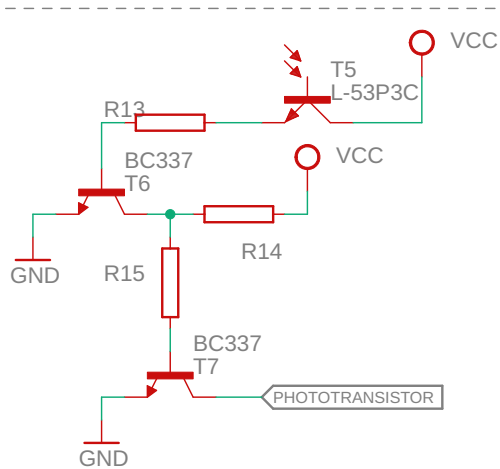 VCC
T5
L-53P3C
R13
VCC
BC337
T6
R14
GND
R15
BC337
T7
PHOTOTRANSISTOR
GND